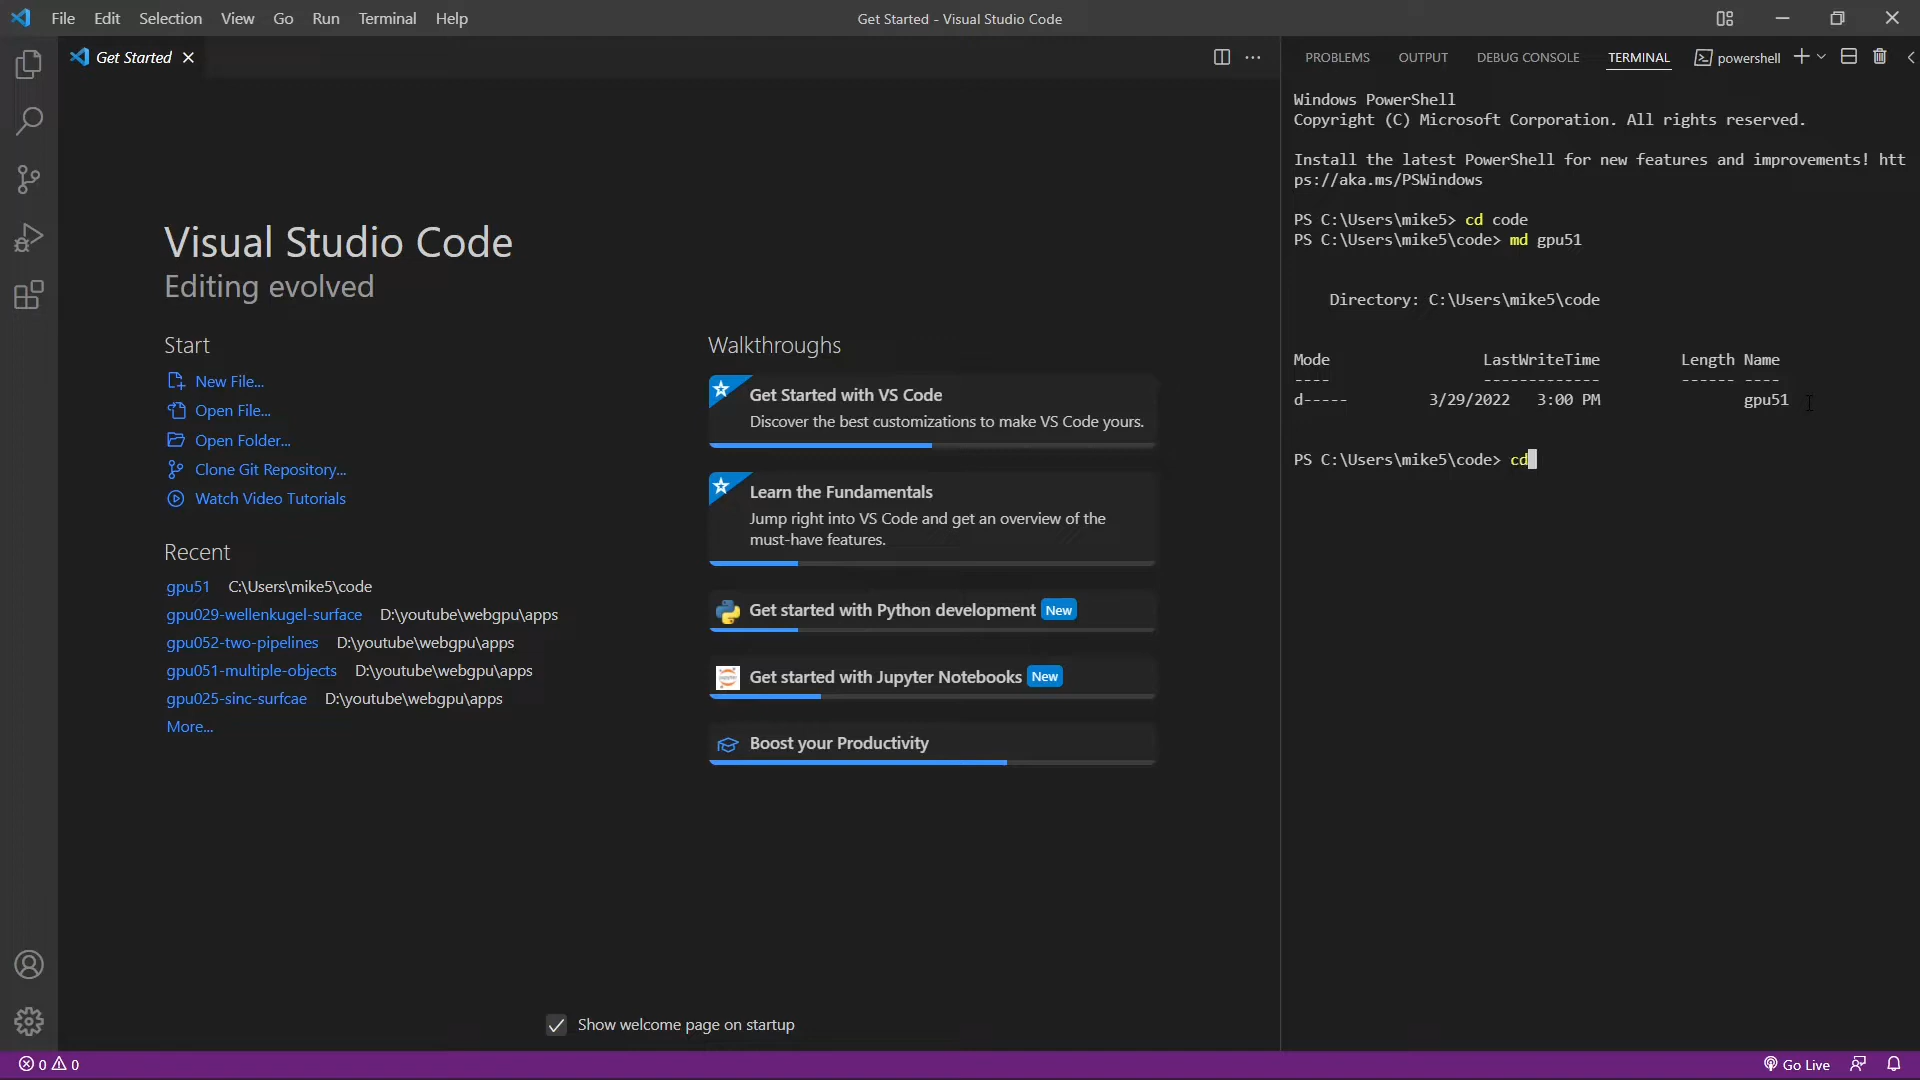 File Edit Selection View Go Run Terminal Help
Get Started - Visual Studio Code
Get Started
Visual Studio Code
Editing evolved
Start
New File...
Open File...
Open Folder...
Clone Git Repository...
Watch Video Tutorials
Recent
gpu51 C:\Users\mike5\code
gpu029-wellenkugel-surface D:\youtube\webgpu\apps
gpu052-two-pipelines D:\youtube\webgpu\apps
gpu051-multiple-objects D:\youtube\webgpu\apps
gpu025-sinc-surfcae D:\youtube\webgpu\apps
More...
Walkthroughs
Get Started with VS Code
Discover the best customizations to make VS Code yours.
Learn the Fundamentals
Jump right into VS Code and get an overview of the
must-have features.
Get started with Python development New
Get started with Jupyter Notebooks New
Boost your Productivity
Show welcome page on startup
PROBLEMS OUTPUT DEBUG CONSOLE TERMINAL powershell
Windows PowerShell
Copyright (C) Microsoft Corporation. All rights reserved.
Install the latest PowerShell for new features and improvements! htt
ps://aka.ms/PSWindows
PS C:\Users\mike5> cd code
PS C:\Users\mike5\code> md gpu51
Directory: C:\Users\mike5\code
Mode LastWriteTime Length Name
---- ------------- ------ ----
d----- 3/29/2022 3:00 PM gpu51
PS C:\Users\mike5\code> cd
0 0
Go Live